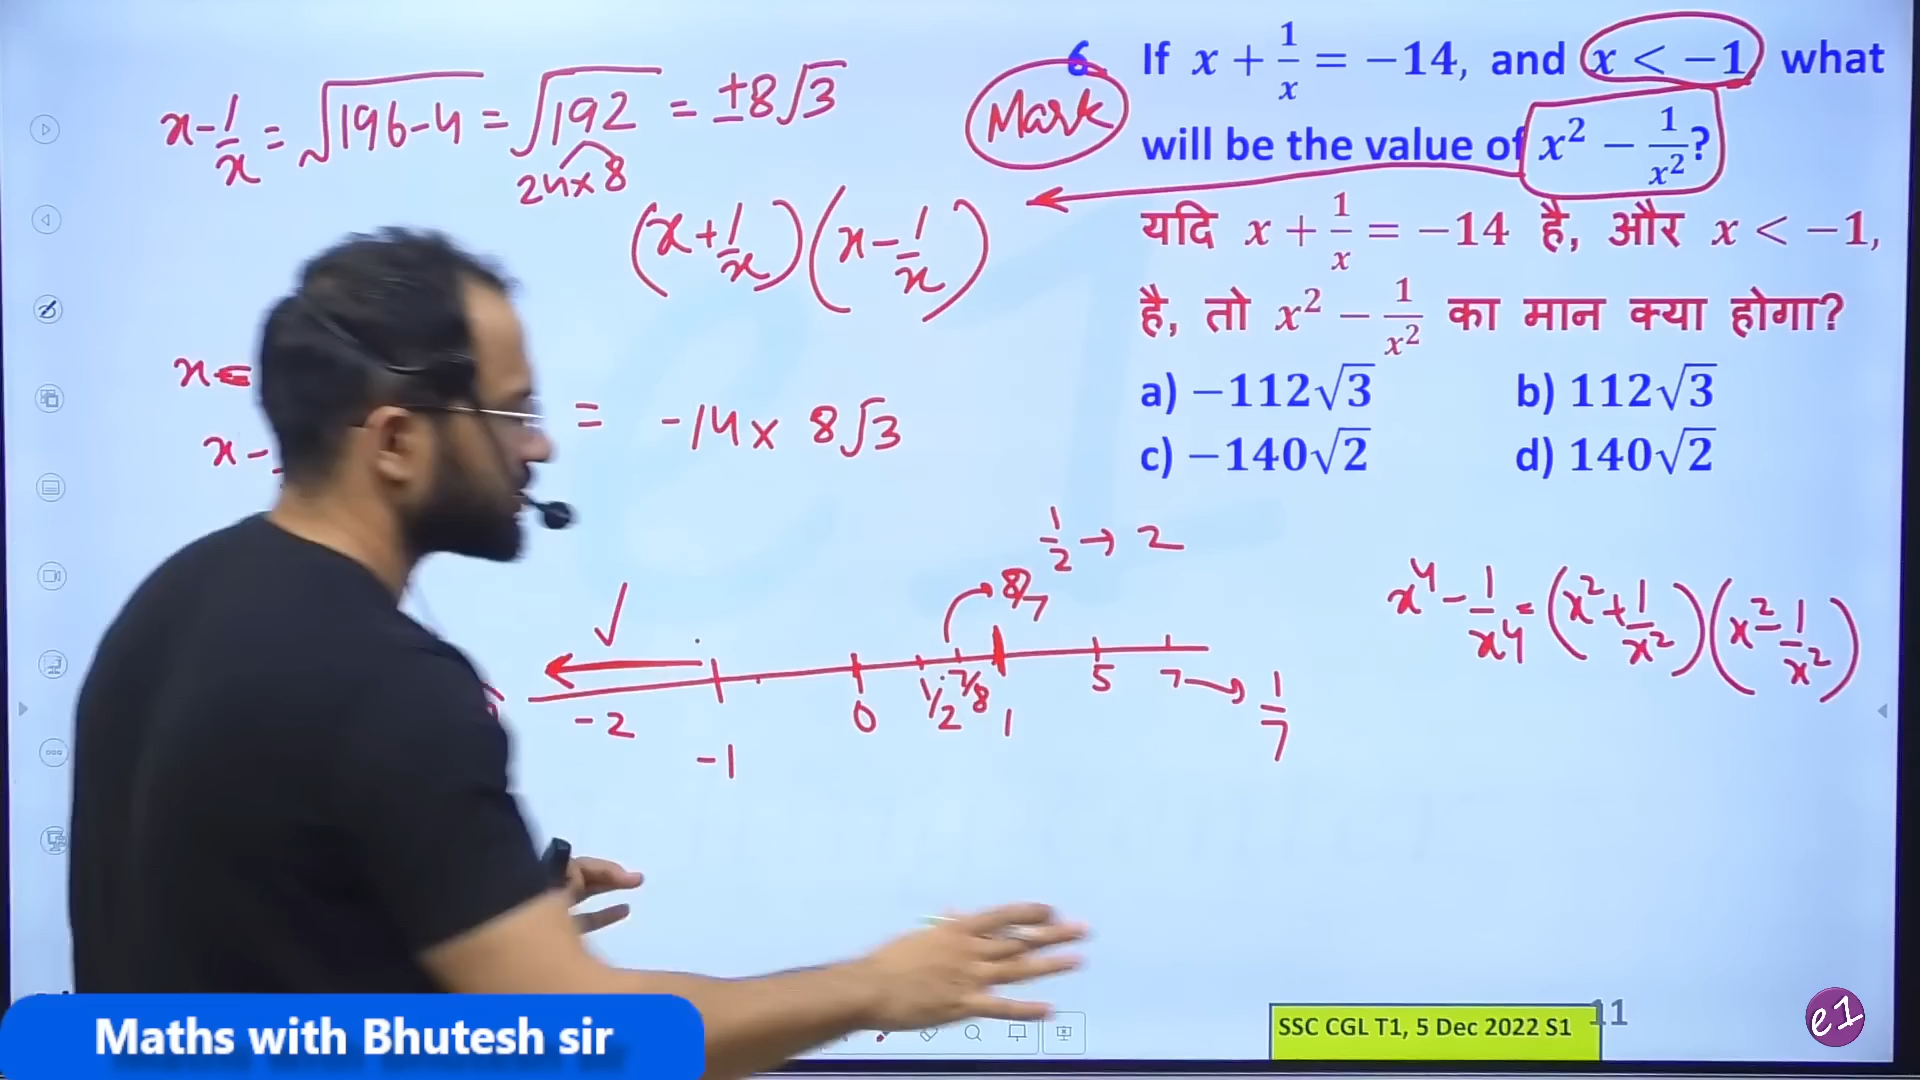 6. If x + 1/x = −14, and x < −1 what
will be the value of x² − 1/x²?
यदि x + 1/x = −14 है, और x < −1,
है, तो x² − 1/x² का मान क्या होगा?
a) −112√3 b) 112√3
c) −140√2 d) 140√2
Mark
x − 1/x = √196−4 = √192 = ±8√3
24×8
(x + 1/x)(x − 1/x)
x
x −
= −14 × 8√3
1/2 → 2
8/7
✓
−2 −1 0 1/2 7/8 1 5 7 → 1/7
x⁴ − 1/x⁴ = (x² + 1/x²)(x² − 1/x²)
Maths with Bhutesh sir
SSC CGL T1, 5 Dec 2022 S1
11
e1